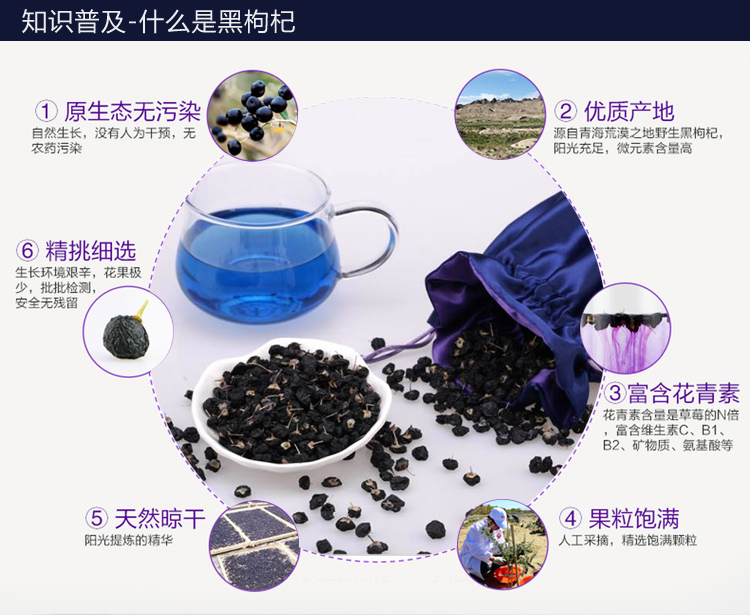 知识普及-什么是黑枸杞
① 原生态无污染
自然生长，没有人为干预，无
农药污染
② 优质产地
源自青海荒漠之地野生黑枸杞，
阳光充足，微元素含量高
⑥ 精挑细选
生长环境艰辛，花果极
少，批批检测，
安全无残留
③富含花青素
花青素含量是草莓的N倍
，富含维生素C、B1、
B2、矿物质、氨基酸等
⑤ 天然晾干
阳光提炼的精华
④ 果粒饱满
人工采摘，精选饱满颗粒